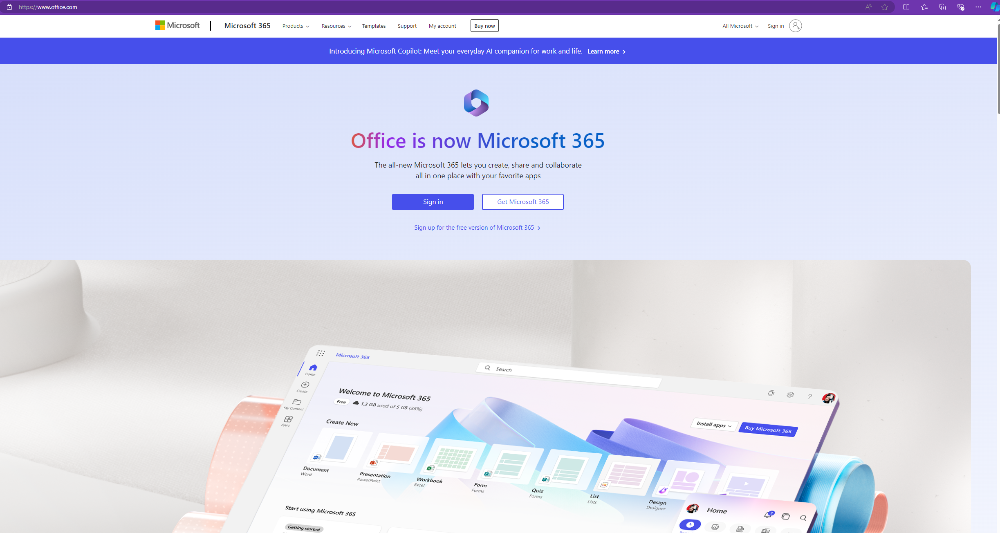 https://www.office.com
Microsoft
Microsoft 365
Products
Resources
Templates
Support
My account
Buy now
All Microsoft
Sign in
Introducing Microsoft Copilot: Meet your everyday AI companion for work and life. Learn more
Office is now Microsoft 365
The all-new Microsoft 365 lets you create, share and collaborate
all in one place with your favorite apps
Sign in
Get Microsoft 365
Sign up for the free version of Microsoft 365
Microsoft 365
Search
Home
Create
My Content
Apps
Welcome to Microsoft 365
Free 1.3 GB used of 5 GB (33%)
Install apps
Buy Microsoft 365
Create New
Document
Word
Presentation
PowerPoint
Workbook
Excel
Form
Forms
Quiz
Forms
List
Lists
Design
Designer
Start using Microsoft 365
Getting started
Home
2